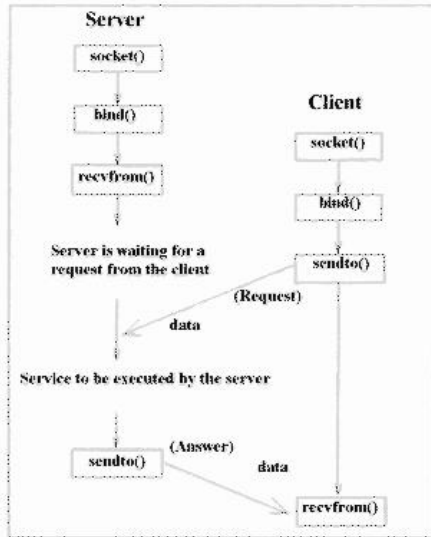 Server
socket()
bind()
recvfrom()
Server is waiting for a
request from the client
Client
socket()
bind()
sendto()
(Request)
data
Service to be executed by the server
(Answer)
sendto()
data
recvfrom()